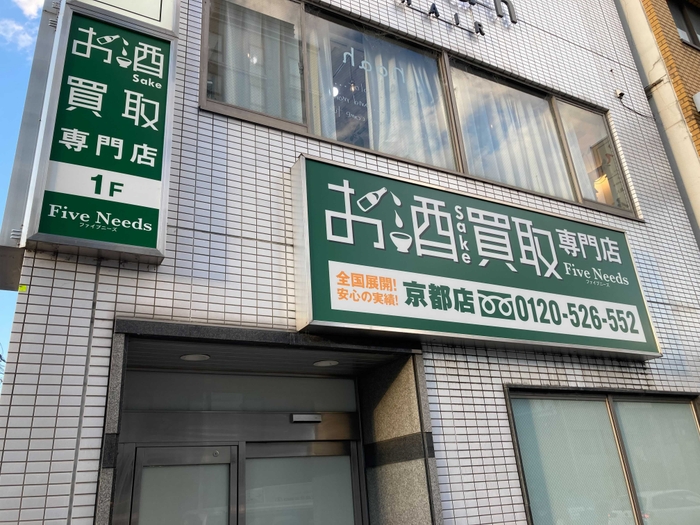 お酒
Sake
買取
専門店
1F
Five Needs
ファイブニーズ
HAIR
noah
お酒買取専門店
Sake
Five Needs
ファイブニーズ
全国展開!
安心の実績!
京都店 0120-526-552